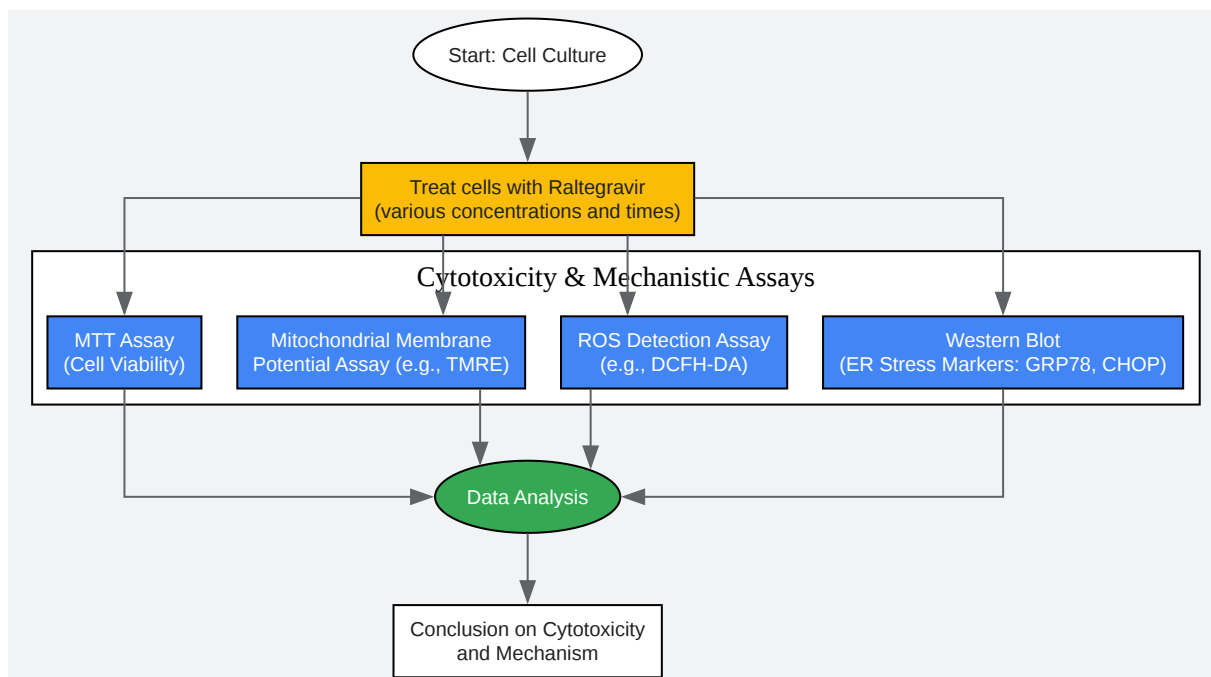 Start: Cell Culture
Treat cells with Raltegravir
(various concentrations and times)
Cytotoxicity & Mechanistic Assays
MTT Assay
(Cell Viability)
Mitochondrial Membrane
Potential Assay (e.g., TMRE)
ROS Detection Assay
(e.g., DCFH-DA)
Western Blot
(ER Stress Markers: GRP78, CHOP)
Data Analysis
Conclusion on Cytotoxicity
and Mechanism